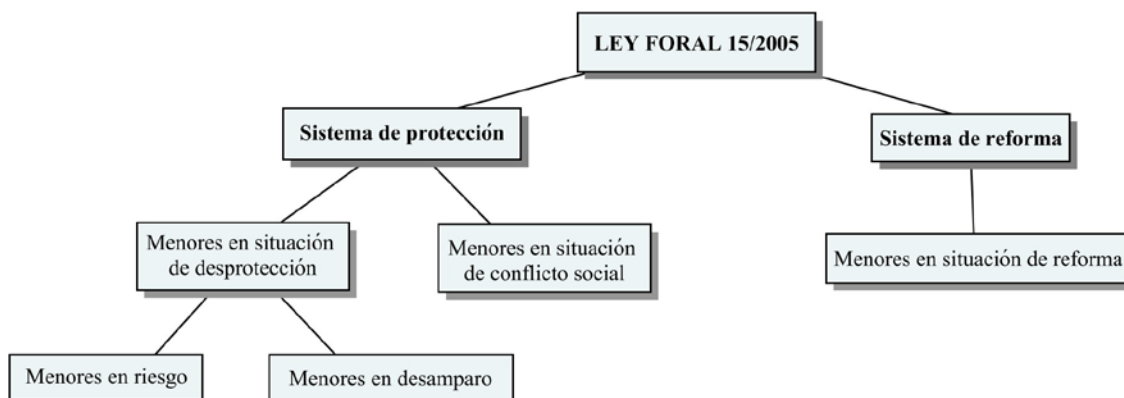 LEY FORAL 15/2005
Sistema de protección
Sistema de reforma
Menores en situación
de desprotección
Menores en situación
de conflicto social
Menores en situación de reforma
Menores en riesgo
Menores en desamparo